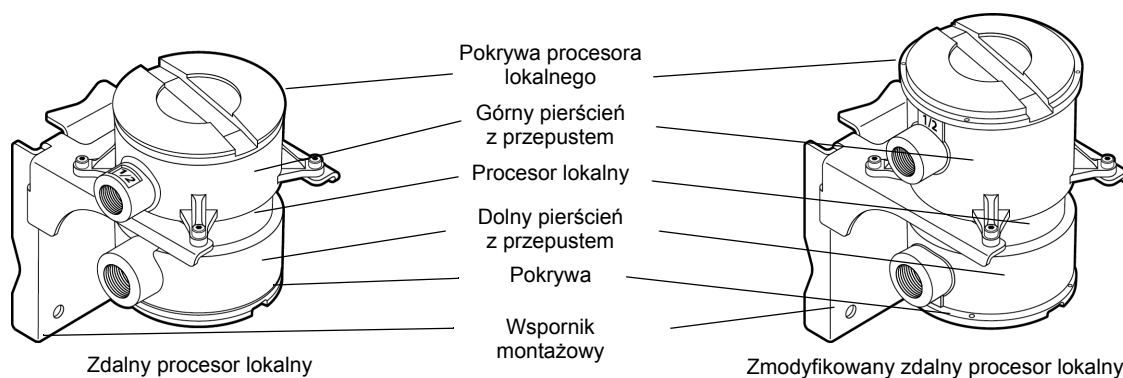 Pokrywa procesora
lokalnego
Górny pierścień
z przepustem
Procesor lokalny
Dolny pierścień
z przepustem
Pokrywa
Wspornik
montażowy
1/2
1/2
Zdalny procesor lokalny
Zmodyfikowany zdalny procesor lokalny